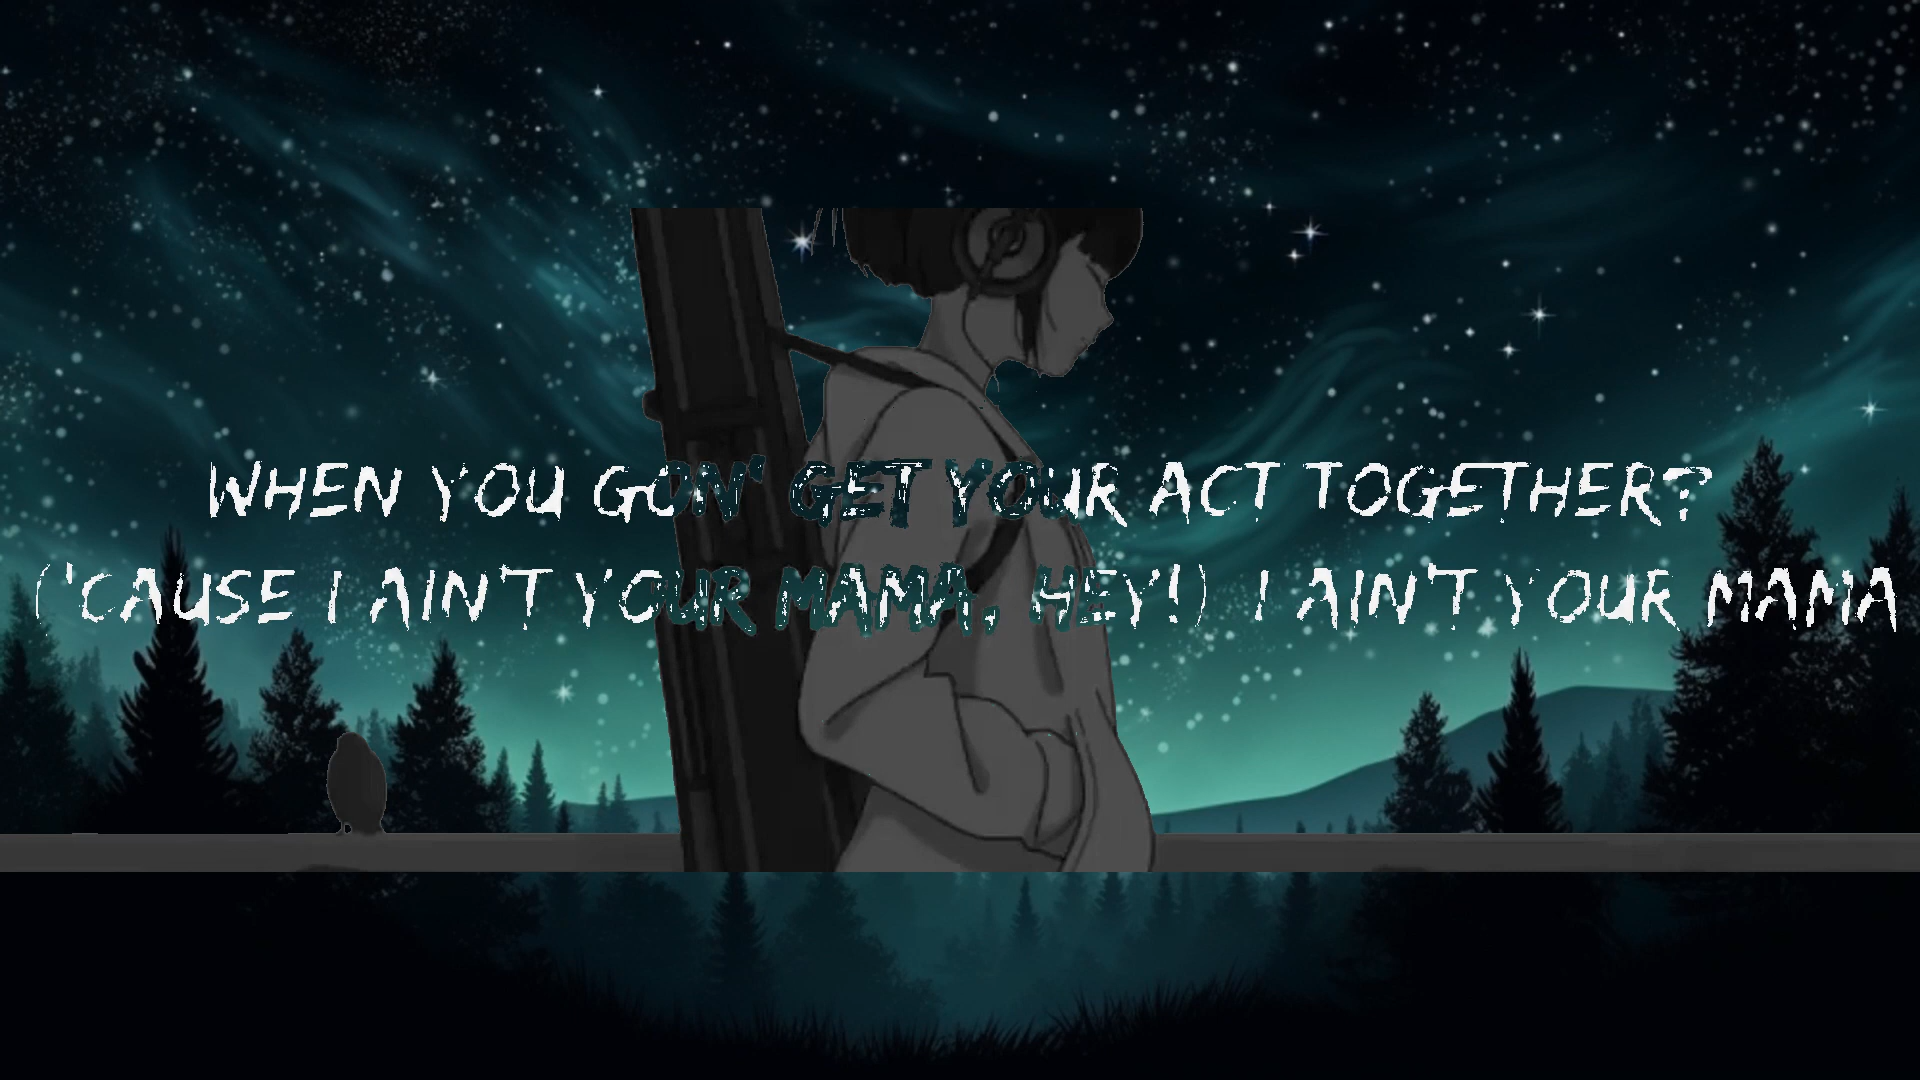 WHEN YOU GON' GET YOUR ACT TOGETHER?
('CAUSE I AIN'T YOUR MAMA, HEY!) I AIN'T YOUR MAMA